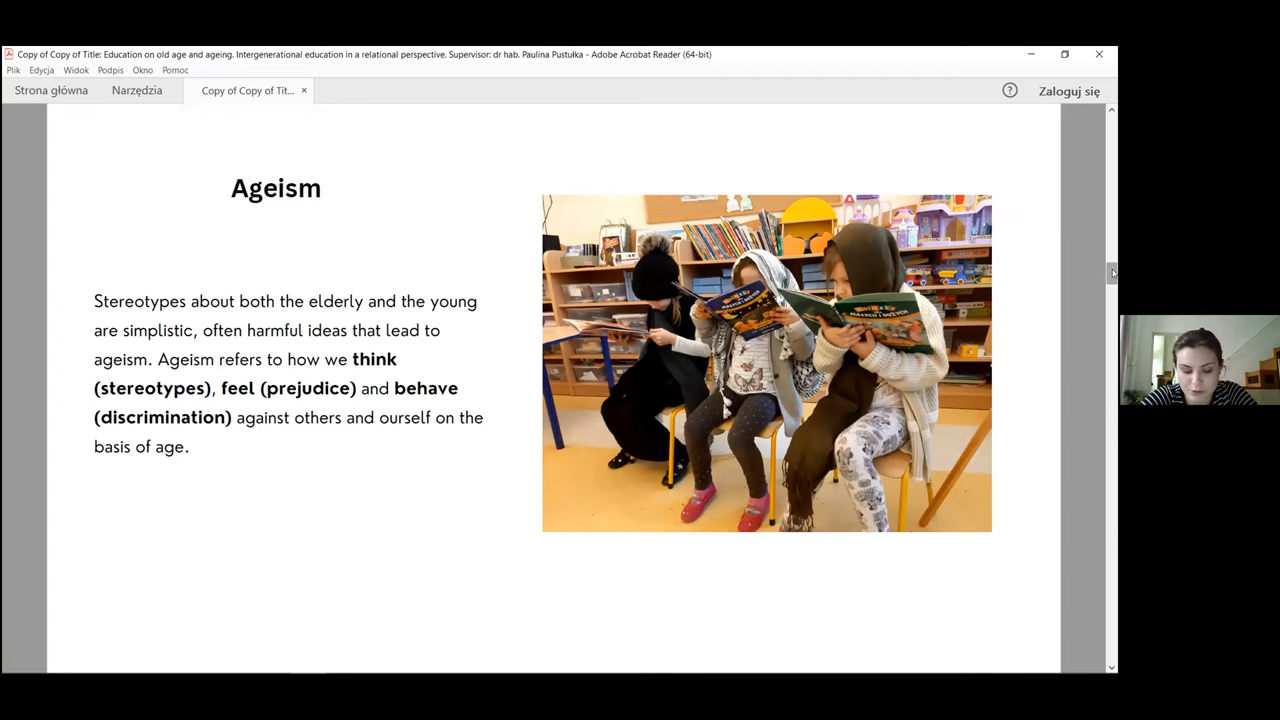 Copy of Copy of Title: Education on old age and ageing. Intergenerational education in a relational perspective. Supervisor: dr hab. Paulina Pustułka - Adobe Acrobat Reader (64-bit)
Plik Edycja Widok Podpis Okno Pomoc
Strona główna Narzędzia Copy of Copy of Tit... × ? Zaloguj się
Ageism
Stereotypes about both the elderly and the young
are simplistic, often harmful ideas that lead to
ageism. Ageism refers to how we think
(stereotypes), feel (prejudice) and behave
(discrimination) against others and ourself on the
basis of age.
MAŁYCH I DUŻYCH
MAŁYCH I DUŻYCH